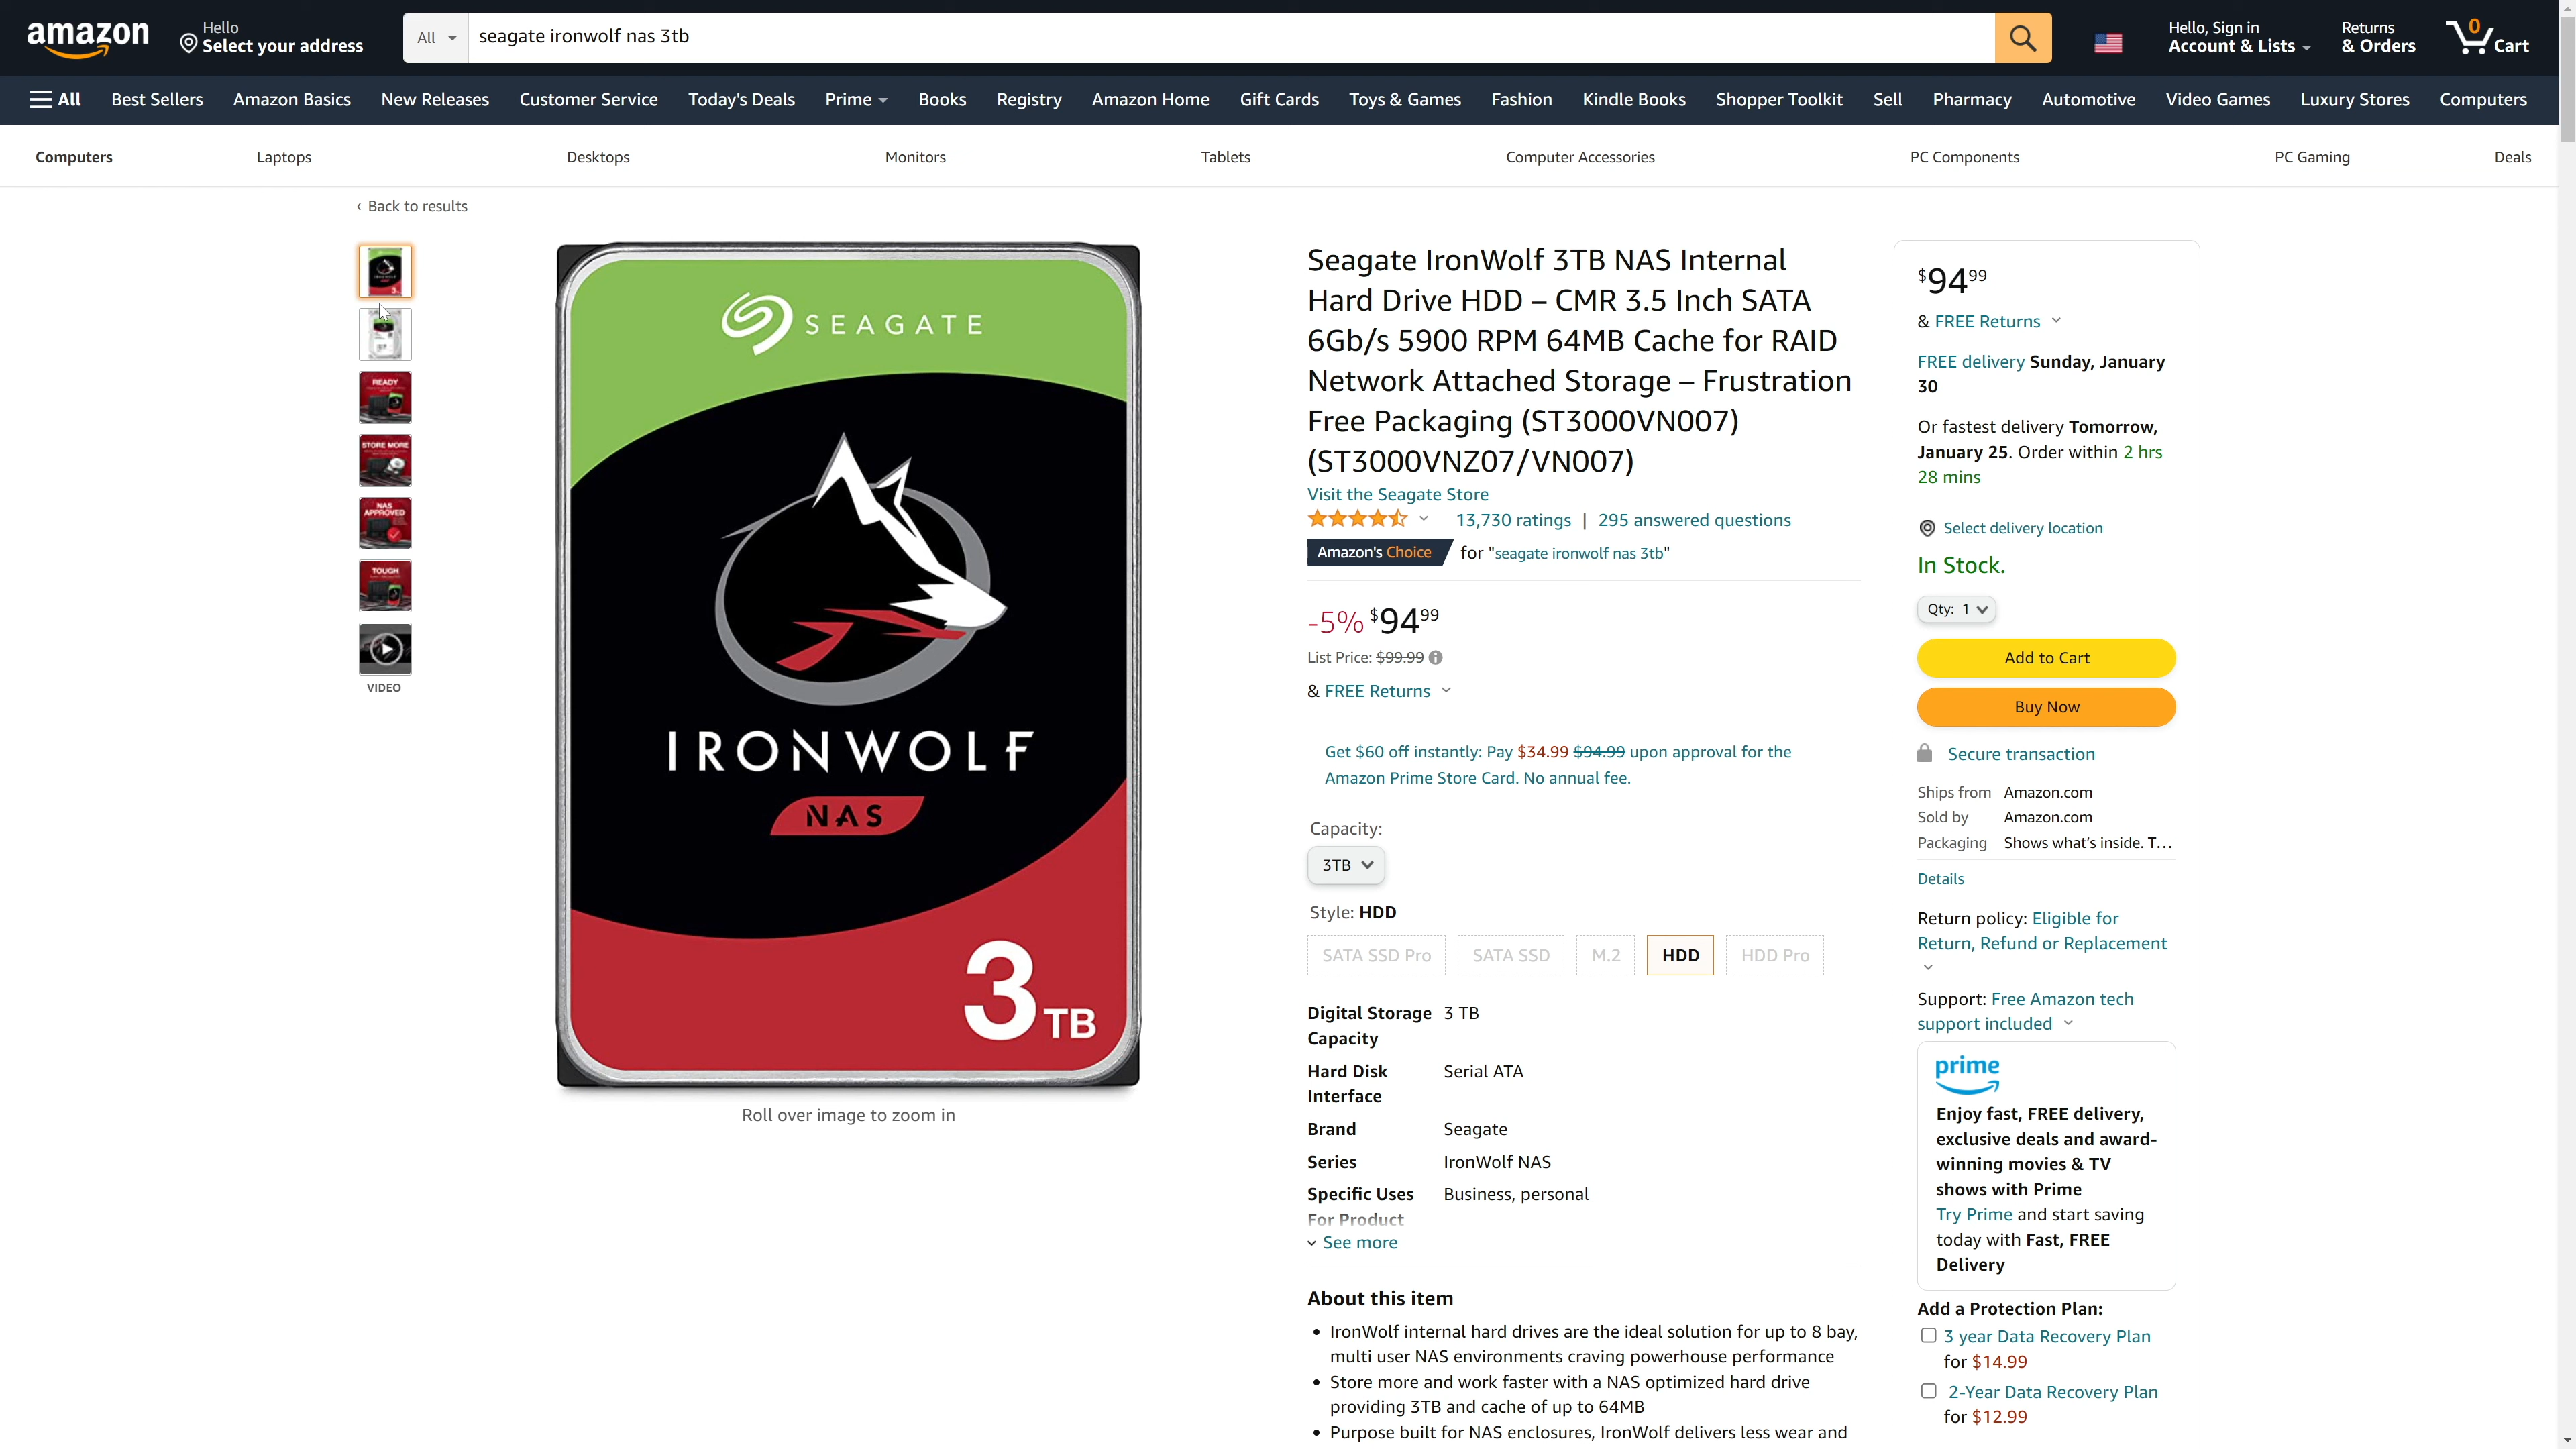 amazon
Hello
Select your address
All
seagate ironwolf nas 3tb
Hello, Sign in
Account & Lists
Returns
& Orders
0
Cart
All
Best Sellers
Amazon Basics
New Releases
Customer Service
Today's Deals
Prime
Books
Registry
Amazon Home
Gift Cards
Toys & Games
Fashion
Kindle Books
Shopper Toolkit
Sell
Pharmacy
Automotive
Video Games
Luxury Stores
Computers
Computers
Laptops
Desktops
Monitors
Tablets
Computer Accessories
PC Components
PC Gaming
Deals
‹ Back to results
READY
STORE MORE
NAS
APPROVED
TOUGH
VIDEO
SEAGATE
IRONWOLF
NAS
3TB
Roll over image to zoom in
Seagate IronWolf 3TB NAS Internal
Hard Drive HDD – CMR 3.5 Inch SATA
6Gb/s 5900 RPM 64MB Cache for RAID
Network Attached Storage – Frustration
Free Packaging (ST3000VN007)
(ST3000VNZ07/VN007)
Visit the Seagate Store
13,730 ratings | 295 answered questions
Amazon's Choice for "seagate ironwolf nas 3tb"
-5% $94.99
List Price: $99.99
& FREE Returns
Get $60 off instantly: Pay $34.99 $94.99 upon approval for the
Amazon Prime Store Card. No annual fee.
Capacity:
3TB
Style: HDD
SATA SSD Pro
SATA SSD
M.2
HDD
HDD Pro
Digital Storage 3 TB
Capacity
Hard Disk Serial ATA
Interface
Brand Seagate
Series IronWolf NAS
Specific Uses Business, personal
For Product
See more
About this item
• IronWolf internal hard drives are the ideal solution for up to 8 bay,
multi user NAS environments craving powerhouse performance
• Store more and work faster with a NAS optimized hard drive
providing 3TB and cache of up to 64MB
• Purpose built for NAS enclosures, IronWolf delivers less wear and
$94.99
& FREE Returns
FREE delivery Sunday, January
30
Or fastest delivery Tomorrow,
January 25. Order within 2 hrs
28 mins
Select delivery location
In Stock.
Qty: 1
Add to Cart
Buy Now
Secure transaction
Ships from Amazon.com
Sold by Amazon.com
Packaging Shows what's inside. T...
Details
Return policy: Eligible for
Return, Refund or Replacement
Support: Free Amazon tech
support included
prime
Enjoy fast, FREE delivery,
exclusive deals and award-
winning movies & TV
shows with Prime
Try Prime and start saving
today with Fast, FREE
Delivery
Add a Protection Plan:
3 year Data Recovery Plan
for $14.99
2-Year Data Recovery Plan
for $12.99